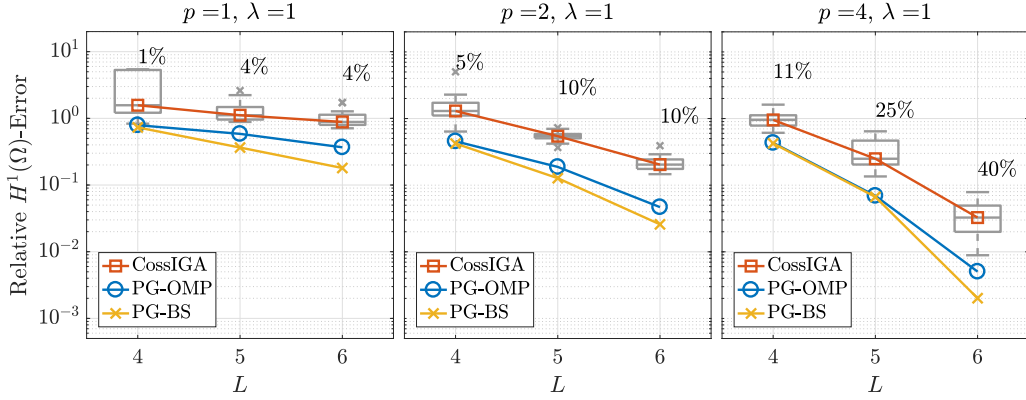 p =1, λ =1
p =2, λ =1
p =4, λ =1
Relative H¹(Ω)-Error
10¹
10⁰
10⁻¹
10⁻²
10⁻³
1%
4%
4%
CossIGA
PG-OMP
PG-BS
4
5
6
L
5%
10%
10%
CossIGA
PG-OMP
PG-BS
4
5
6
L
11%
25%
40%
CossIGA
PG-OMP
PG-BS
4
5
6
L